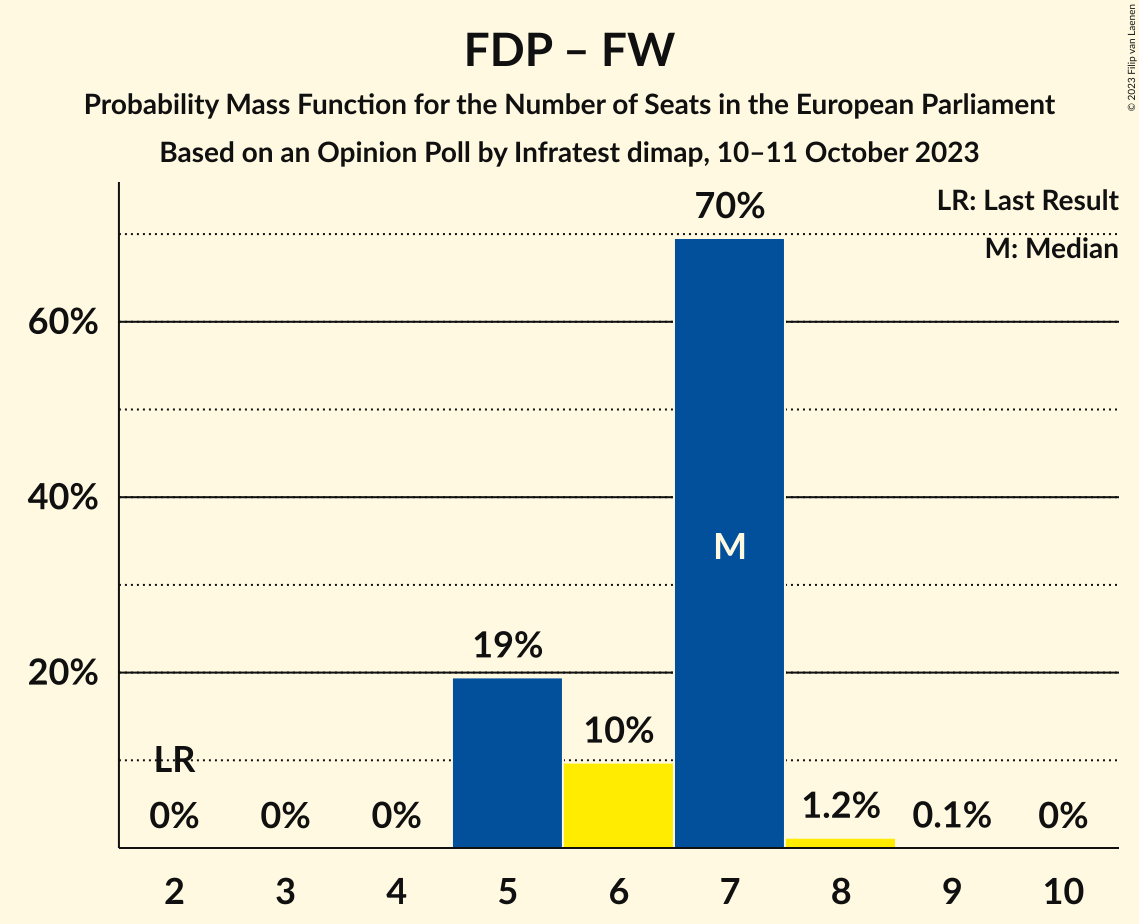 FDP – FW
Probability Mass Function for the Number of Seats in the European Parliament
Based on an Opinion Poll by Infratest dimap, 10–11 October 2023
© 2023 Filip van Laenen
LR: Last Result
M: Median
70%
60%
40%
M
19%
20%
10%
LR
0%
0%
0%
1.2%
0.1%
0%
2
3
4
5
6
7
8
9
10